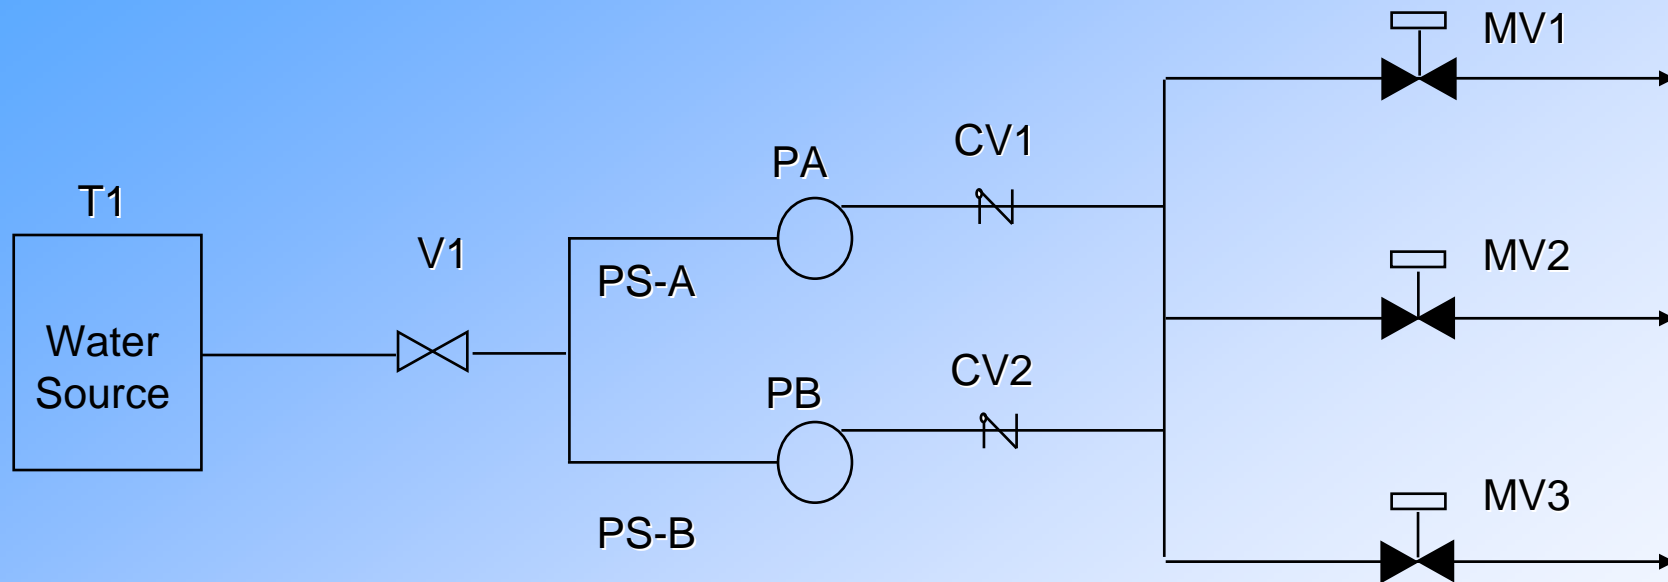 MV1
CV1
PA
T1
V1
MV2
PS-A
Water
Source
CV2
PB
MV3
PS-B